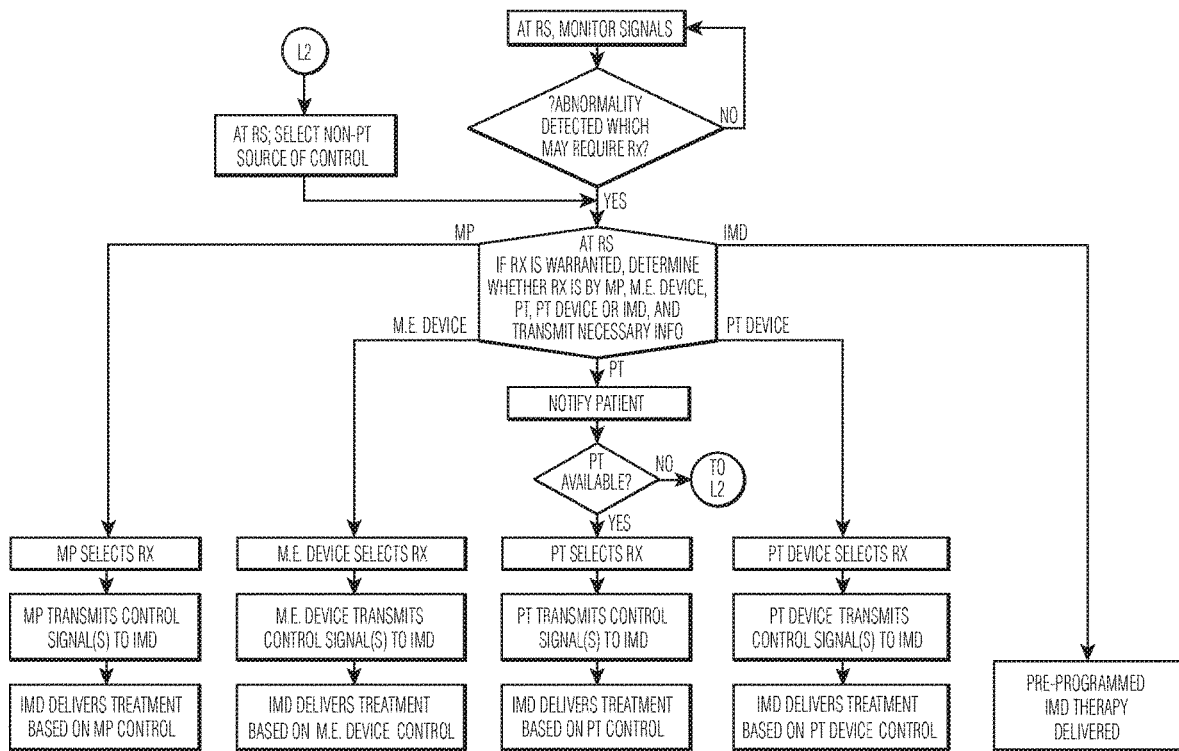 AT RS, MONITOR SIGNALS
L2
?ABNORMALITY
DETECTED WHICH
MAY REQUIRE Rx?
NO
AT RS; SELECT NON-PT
SOURCE OF CONTROL
YES
MP
IMD
AT RS
IF RX IS WARRANTED, DETERMINE
WHETHER RX IS BY MP, M.E. DEVICE,
PT, PT DEVICE OR IMD, AND
TRANSMIT NECESSARY INFO
M.E. DEVICE
PT DEVICE
PT
NOTIFY PATIENT
PT
AVAILABLE?
NO
TO
L2
YES
MP SELECTS RX
M.E. DEVICE SELECTS RX
PT SELECTS RX
PT DEVICE SELECTS RX
MP TRANSMITS CONTROL
SIGNAL(S) TO IMD
M.E. DEVICE TRANSMITS
CONTROL SIGNAL(S) TO IMD
PT TRANSMITS CONTROL
SIGNAL(S) TO IMD
PT DEVICE TRANSMITS
CONTROL SIGNAL(S) TO IMD
IMD DELIVERS TREATMENT
BASED ON MP CONTROL
IMD DELIVERS TREATMENT
BASED ON M.E. DEVICE CONTROL
IMD DELIVERS TREATMENT
BASED ON PT CONTROL
IMD DELIVERS TREATMENT
BASED ON PT DEVICE CONTROL
PRE-PROGRAMMED
IMD THERAPY
DELIVERED